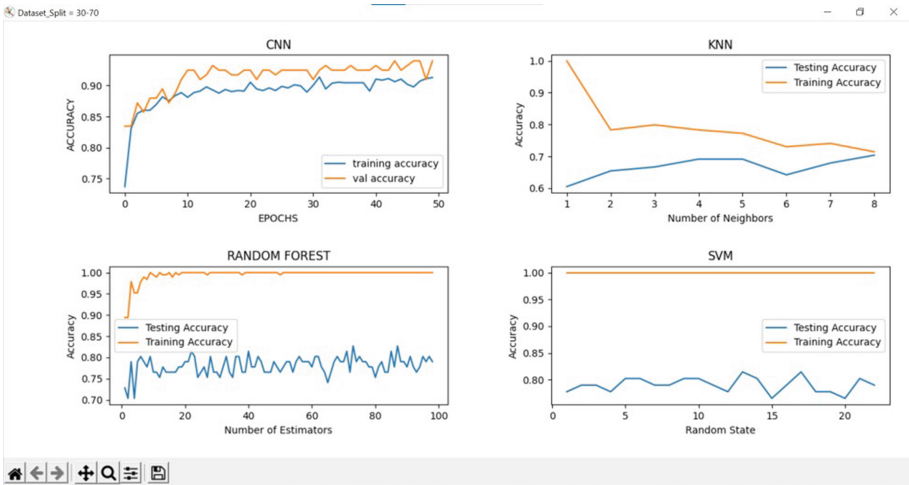 Dataset_Split = 30-70
CNN
ACCURACY
0.90
0.85
0.80
0.75
training accuracy
val accuracy
0 10 20 30 40 50
EPOCHS
KNN
Accuracy
1.0
0.9
0.8
0.7
0.6
Testing Accuracy
Training Accuracy
1 2 3 4 5 6 7 8
Number of Neighbors
RANDOM FOREST
Accuracy
1.00
0.95
0.90
0.85
0.80
0.75
0.70
Testing Accuracy
Training Accuracy
0 20 40 60 80 100
Number of Estimators
SVM
Accuracy
1.00
0.95
0.90
0.85
0.80
Testing Accuracy
Training Accuracy
0 5 10 15 20
Random State